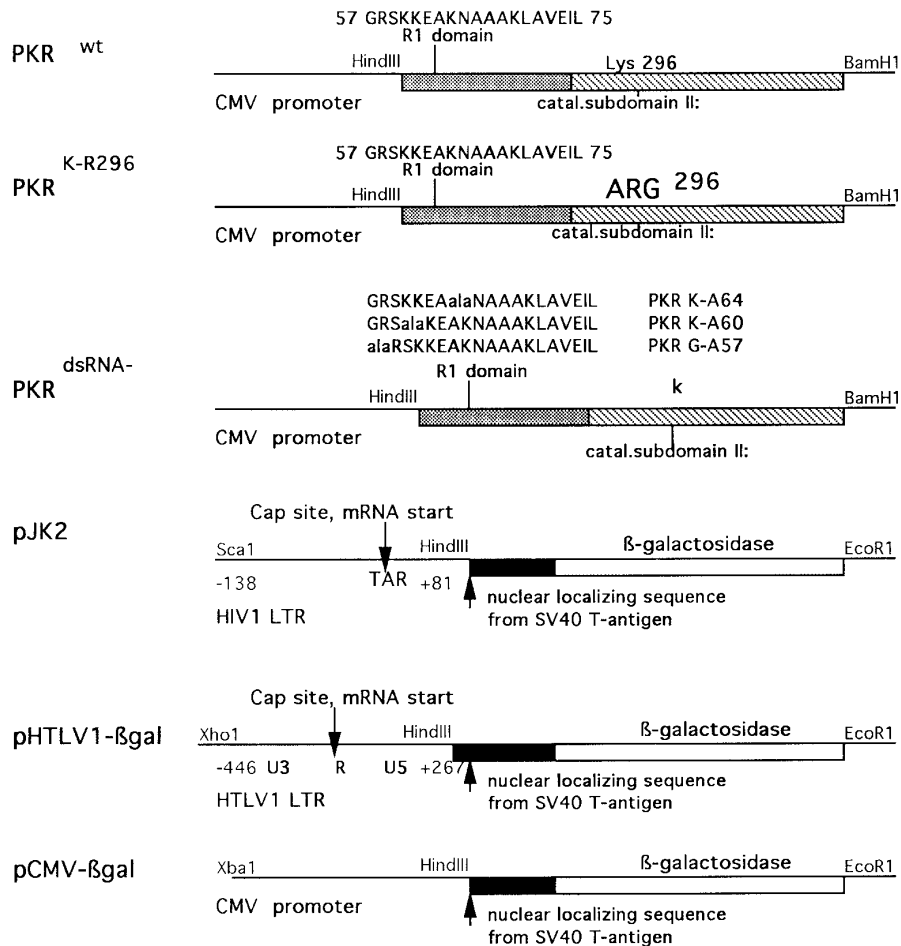 57 GRSKKEAKNAAAKLAVEIL 75
PKR wt
R1 domain
HindIII
Lys 296
BamH1
CMV promoter
catal.subdomain II:
57 GRSKKEAKNAAAKLAVEIL 75
PKR K-R296
R1 domain
HindIII
ARG 296
BamH1
CMV promoter
catal.subdomain II:
GRSKKEAalaNAAAKLAVEIL PKR K-A64
GRSalaKEAKNAAAKLAVEIL PKR K-A60
alaRSKKEAKNAAAKLAVEIL PKR G-A57
PKR dsRNA-
R1 domain
HindIII
k
BamH1
CMV promoter
catal.subdomain II:
pJK2
Cap site, mRNA start
Sca1
HindIII
ß-galactosidase
EcoR1
-138
TAR
+81
HIV1 LTR
nuclear localizing sequence
from SV40 T-antigen
pHTLV1-ßgal
Cap site, mRNA start
Xho1
HindIII
ß-galactosidase
EcoR1
-446 U3 R U5 +267
HTLV1 LTR
nuclear localizing sequence
from SV40 T-antigen
pCMV-ßgal
Xba1
HindIII
ß-galactosidase
EcoR1
CMV promoter
nuclear localizing sequence
from SV40 T-antigen